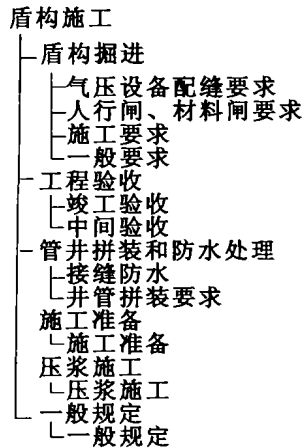 盾构施工
盾构掘进
气压设备配缝要求
人行闸、材料闸要求
施工要求
一般要求
工程验收
竣工验收
中间验收
管井拼装和防水处理
接缝防水
井管拼装要求
施工准备
施工准备
压浆施工
压浆施工
一般规定
一般规定